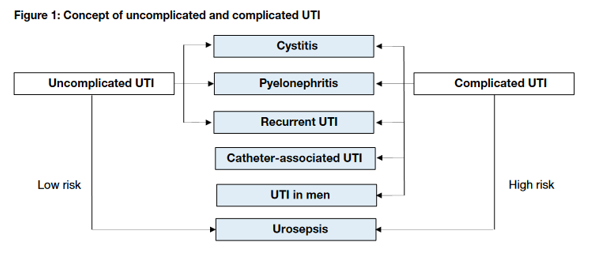 Figure 1: Concept of uncomplicated and complicated UTI
Cystitis
Uncomplicated UTI
Pyelonephritis
Complicated UTI
Recurrent UTI
Catheter-associated UTI
Low risk
UTI in men
High risk
Urosepsis